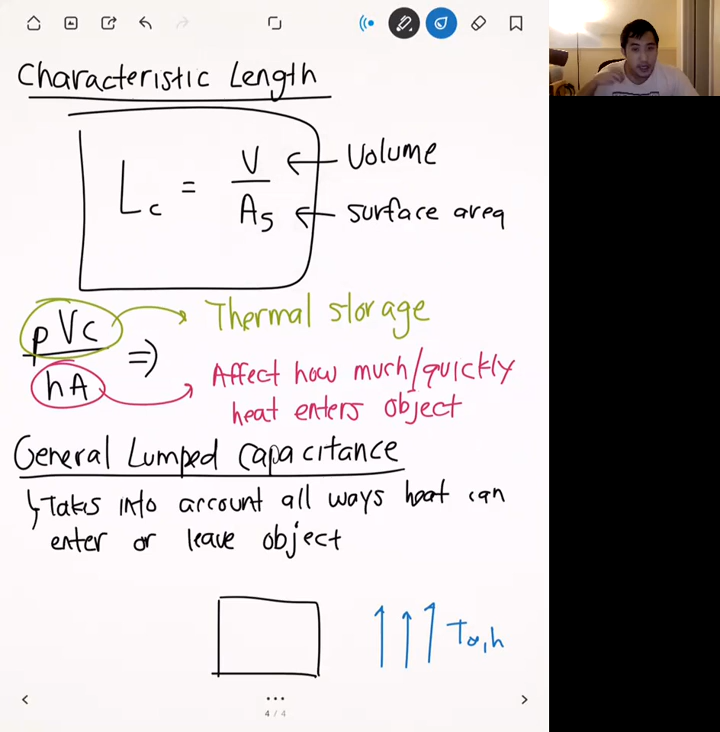 Characteristic Length
Lc = V/As
← Volume
← surface area
ρVc/hA ⇒
Thermal storage
Affect how much/quickly
heat enters object
General Lumped Capacitance
↳ Takes into account all ways heat can
enter or leave object
T∞,h
4 / 4